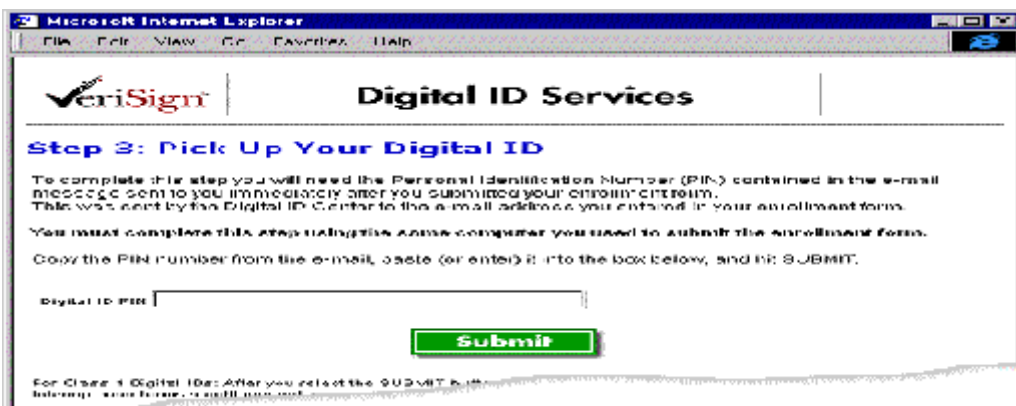 Microsoft Internet Explorer
File Edit View Go Favorites Help
VeriSign
Digital ID Services
Step 3: Pick Up Your Digital ID
To complete this step you will need the Personal Identification Number (PIN) contained in the e-mail
message sent to you immediately after you submitted your enrollment form.
This was sent by the Digital ID Center to the e-mail address you entered in your enrollment form.
You must complete this step using the same computer you used to submit the enrollment form.
Copy the PIN number from the e-mail, paste (or enter) it into the box below, and hit SUBMIT.
Digital ID PIN
Submit
For Class 1 Digital IDs: After you select the SUBMIT